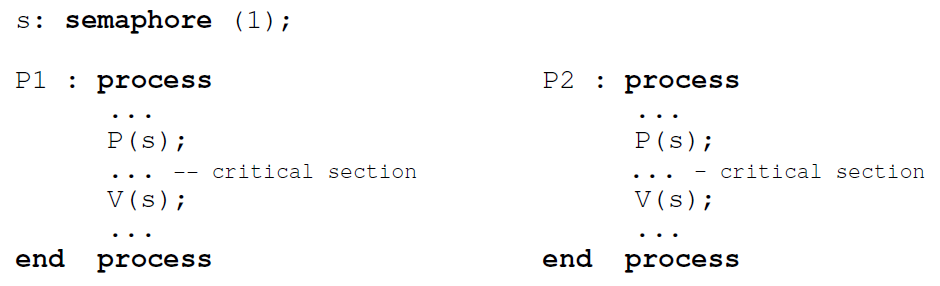 s: semaphore (1);
P1 : process P2 : process
... ...
P(s); P(s);
... -- critical section ... - critical section
V(s); V(s);
... ...
end process end process